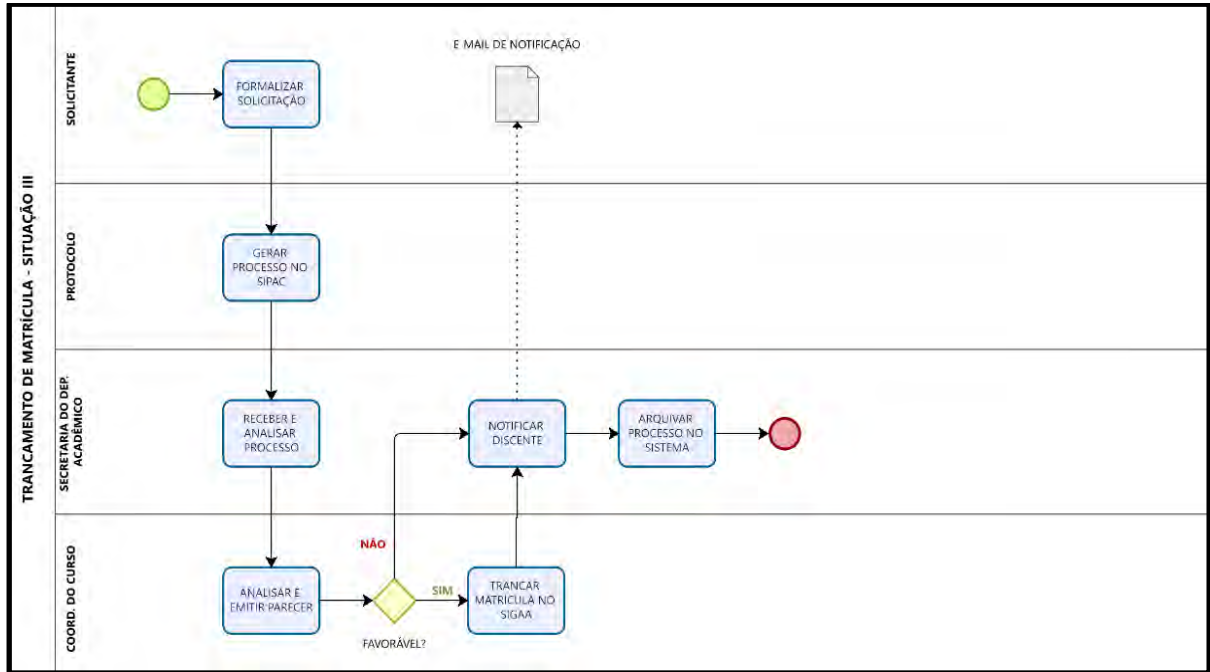 TRANCAMENTO DE MATRÍCULA - SITUAÇÃO III
SOLICITANTE
FORMALIZAR
SOLICITAÇÃO
E MAIL DE NOTIFICAÇÃO
PROTOCOLO
GERAR
PROCESSO NO
SIPAC
SECRETARIA DO DEP.
ACADÊMICO
RECEBER E
ANALISAR
PROCESSO
NOTIFICAR
DISCENTE
ARQUIVAR
PROCESSO NO
SISTEMA
COORD. DO CURSO
ANALISAR E
EMITIR PARECER
NÃO
FAVORÁVEL?
SIM
TRANCAR
MATRÍCULA NO
SIGAA